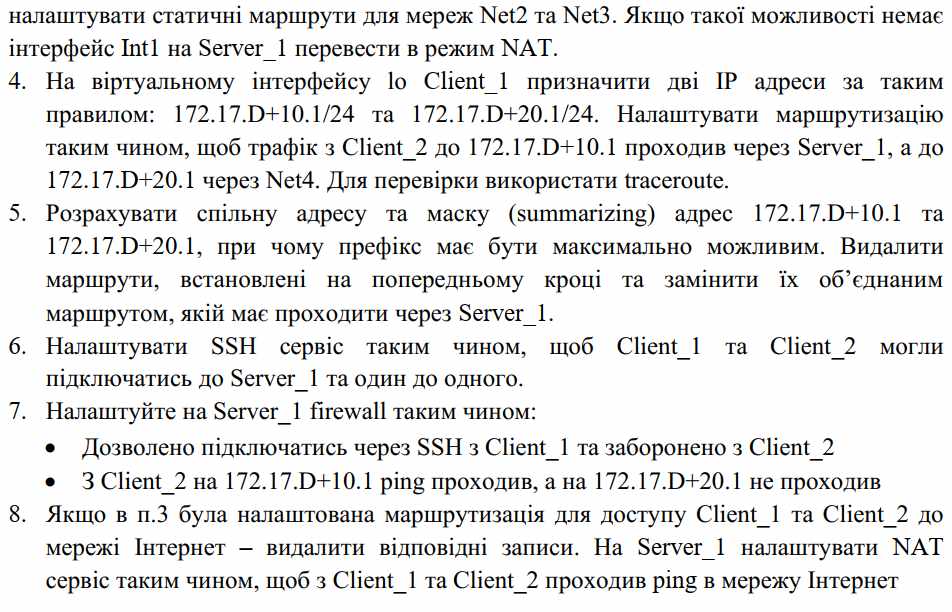 налаштувати статичні маршрути для мереж Net2 та Net3. Якщо такої можливості немає
інтерфейс Int1 на Server_1 перевести в режим NAT.
4. На віртуальному інтерфейсу lo Client_1 призначити дві IP адреси за таким
правилом: 172.17.D+10.1/24 та 172.17.D+20.1/24. Налаштувати маршрутизацію
таким чином, щоб трафік з Client_2 до 172.17.D+10.1 проходив через Server_1, а до
172.17.D+20.1 через Net4. Для перевірки використати traceroute.
5. Розрахувати спільну адресу та маску (summarizing) адрес 172.17.D+10.1 та
172.17.D+20.1, при чому префікс має бути максимально можливим. Видалити
маршрути, встановлені на попередньому кроці та замінити їх об’єднаним
маршрутом, якій має проходити через Server_1.
6. Налаштувати SSH сервіс таким чином, щоб Client_1 та Client_2 могли
підключатись до Server_1 та один до одного.
7. Налаштуйте на Server_1 firewall таким чином:
• Дозволено підключатись через SSH з Client_1 та заборонено з Client_2
• З Client_2 на 172.17.D+10.1 ping проходив, а на 172.17.D+20.1 не проходив
8. Якщо в п.3 була налаштована маршрутизація для доступу Client_1 та Client_2 до
мережі Інтернет – видалити відповідні записи. На Server_1 налаштувати NAT
сервіс таким чином, щоб з Client_1 та Client_2 проходив ping в мережу Інтернет